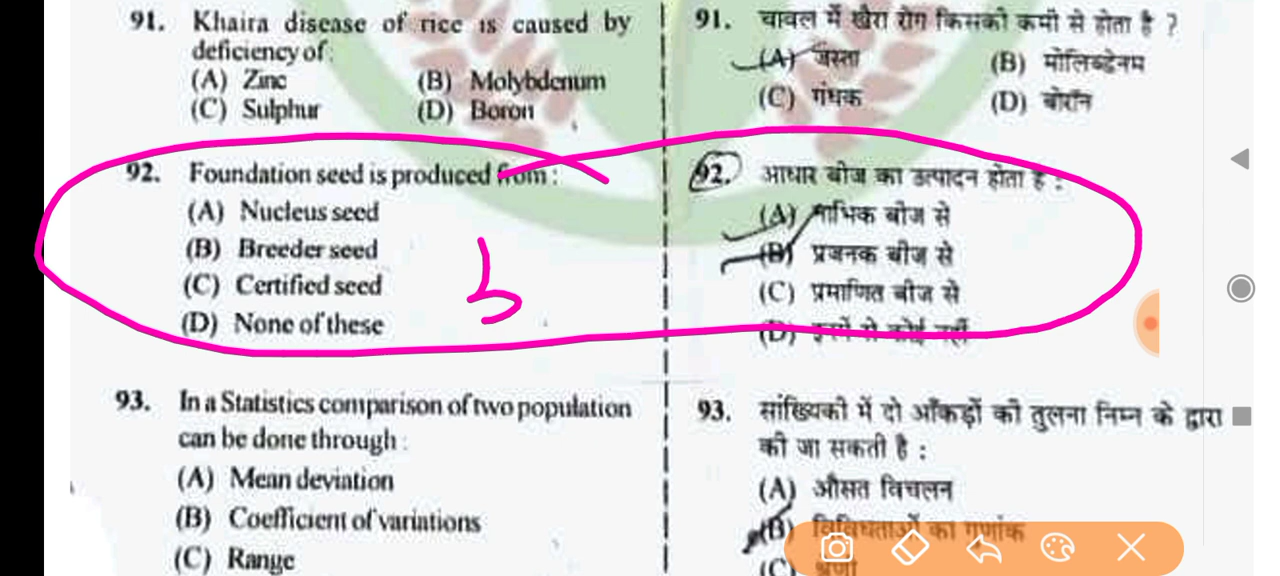 91. Khaira disease of rice is caused by
deficiency of :
(A) Zinc (B) Molybdenum
(C) Sulphur (D) Boron
92. Foundation seed is produced from :
(A) Nucleus seed
(B) Breeder seed
(C) Certified seed
(D) None of these
93. In a Statistics comparison of two population
can be done through :
(A) Mean deviation
(B) Coefficient of variations
(C) Range
91. चावल में खैरा रोग किसकी कमी से होता है ?
(A) जस्ता (B) मोलिब्डेनम
(C) गंधक (D) बोरॉन
92. आधार बीज का उत्पादन होता है :
(A) नाभिक बीज से
(B) प्रजनक बीज से
(C) प्रमाणित बीज से
(D) इनमें से कोई नहीं
93. सांख्यिकी में दो आँकड़ों की तुलना निम्न के द्वारा
की जा सकती है :
(A) औसत विचलन
(B) विविधताओं का गुणांक
(C) श्रेणी